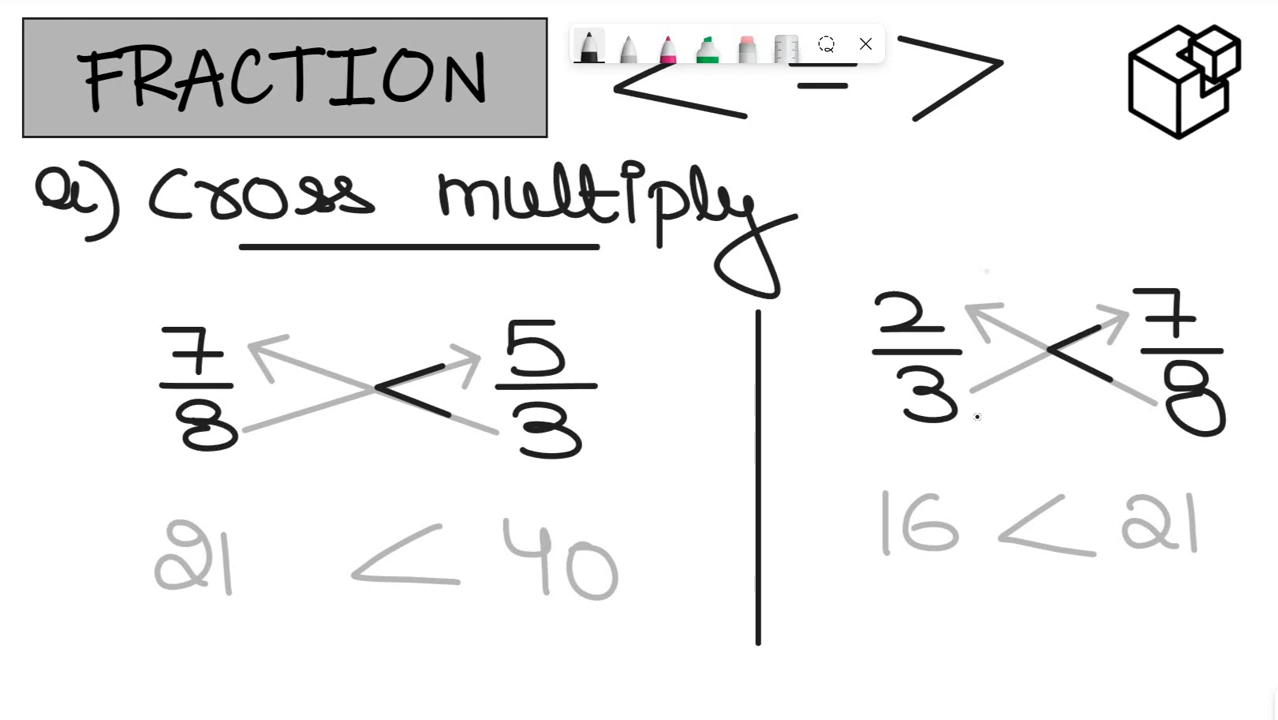 FRACTION < = >
a) Cross multiply
7/8 < 5/3
21 < 40
2/3 < 7/8
16 < 21